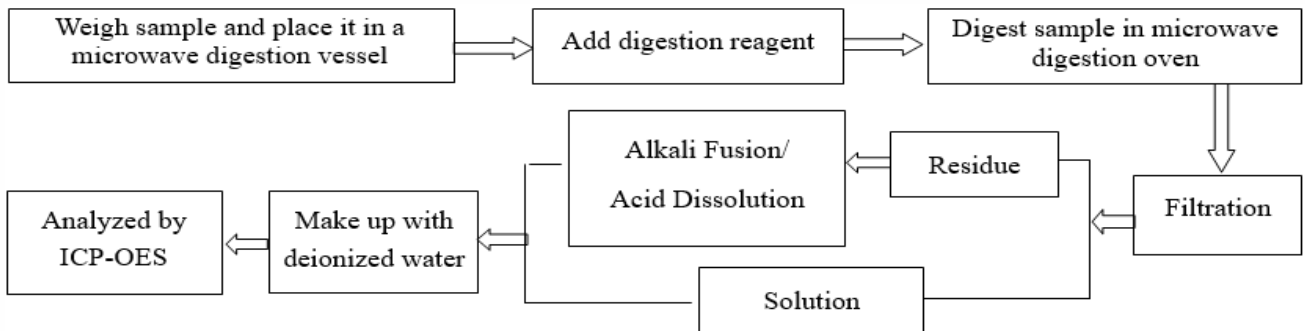 Weigh sample and place it in a
microwave digestion vessel
Add digestion reagent
Digest sample in microwave
digestion oven
Filtration
Residue
Alkali Fusion/
Acid Dissolution
Solution
Make up with
deionized water
Analyzed by
ICP-OES